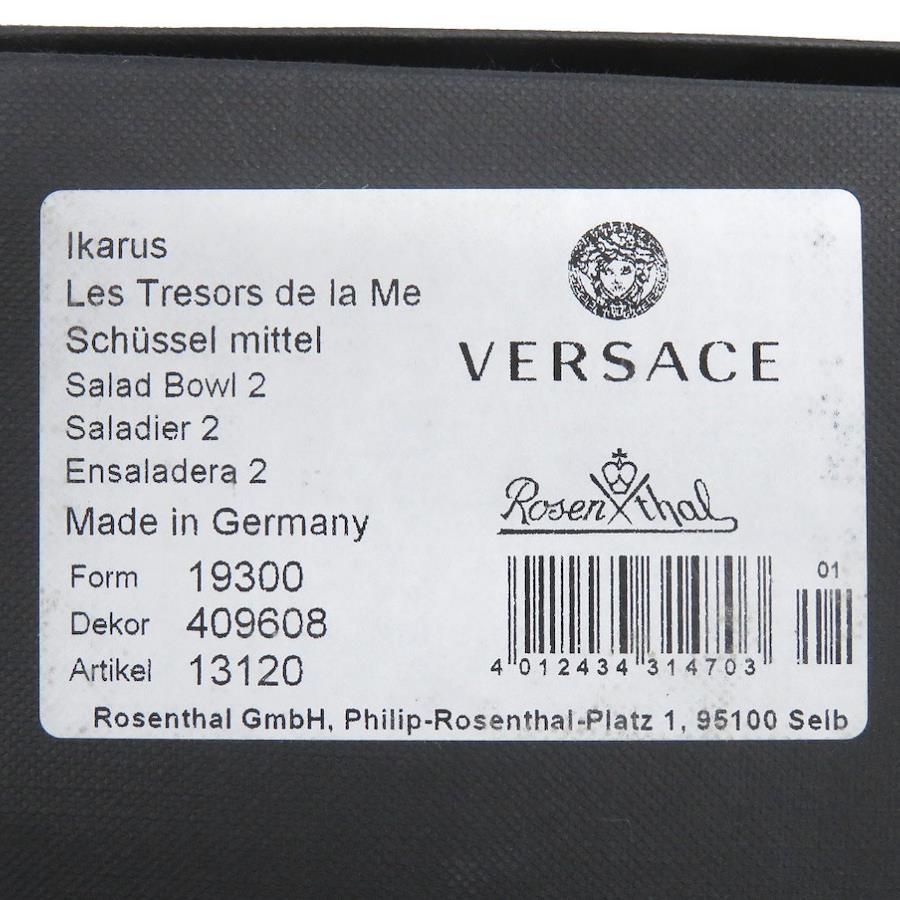 Ikarus
Les Tresors de la Me
Schüssel mittel
Salad Bowl 2
Saladier 2
Ensaladera 2
Made in Germany
Form 19300
Dekor 409608
Artikel 13120
VERSACE
Rosenthal
01
4 012434 314703
Rosenthal GmbH, Philip-Rosenthal-Platz 1, 95100 Selb